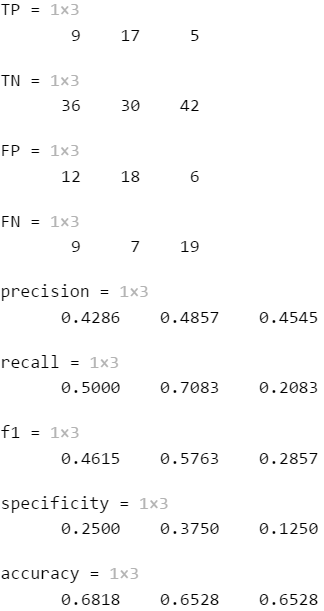 TP = 1×3
9 17 5
TN = 1×3
36 30 42
FP = 1×3
12 18 6
FN = 1×3
9 7 19
precision = 1×3
0.4286 0.4857 0.4545
recall = 1×3
0.5000 0.7083 0.2083
f1 = 1×3
0.4615 0.5763 0.2857
specificity = 1×3
0.2500 0.3750 0.1250
accuracy = 1×3
0.6818 0.6528 0.6528